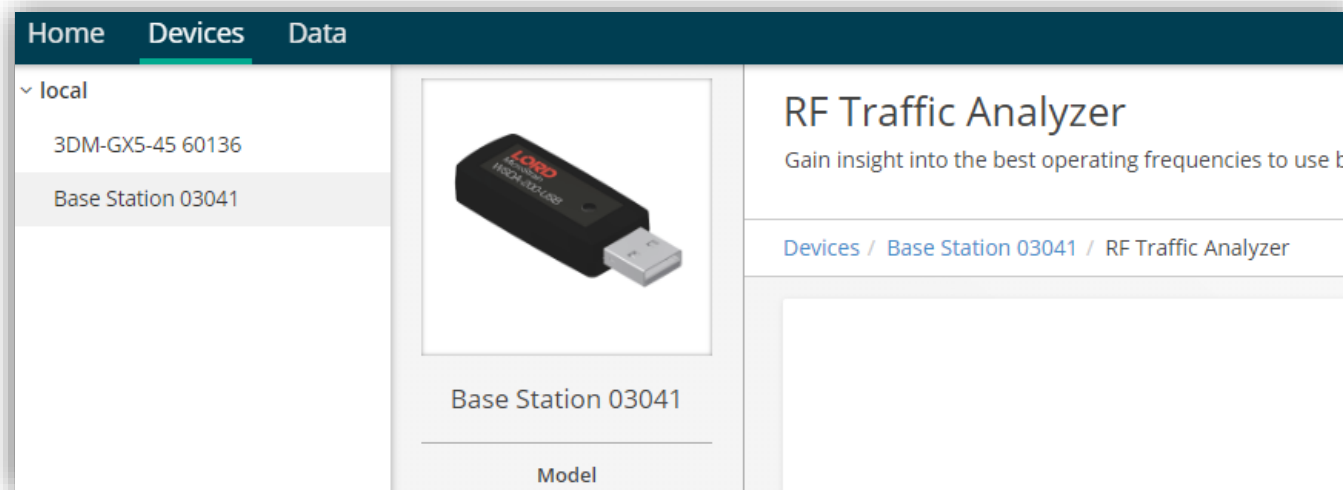 Home Devices Data
local
3DM-GX5-45 60136
Base Station 03041
LORD
MicroStrain
WSDA-200-USB
Base Station 03041
Model
RF Traffic Analyzer
Gain insight into the best operating frequencies to use
Devices / Base Station 03041 / RF Traffic Analyzer